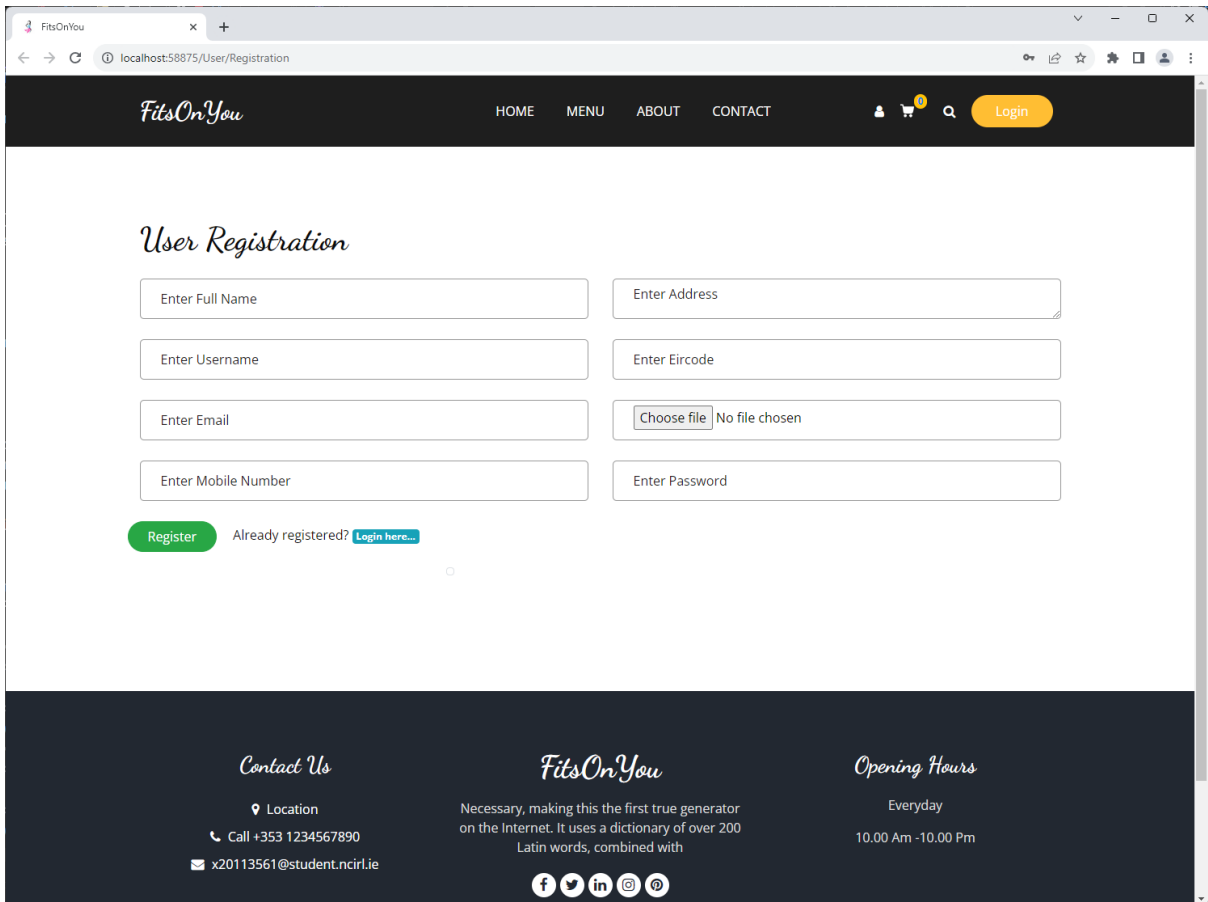 FitsOnYou
localhost:58875/User/Registration
FitsOnYou HOME MENU ABOUT CONTACT 0 Login
User Registration
Enter Full Name Enter Address
Enter Username Enter Eircode
Enter Email Choose file No file chosen
Enter Mobile Number Enter Password
Register Already registered? Login here...
Contact Us
Location
Call +353 1234567890
x20113561@student.ncirl.ie
FitsOnYou
Necessary, making this the first true generator
on the Internet. It uses a dictionary of over 200
Latin words, combined with
Opening Hours
Everyday
10.00 Am -10.00 Pm